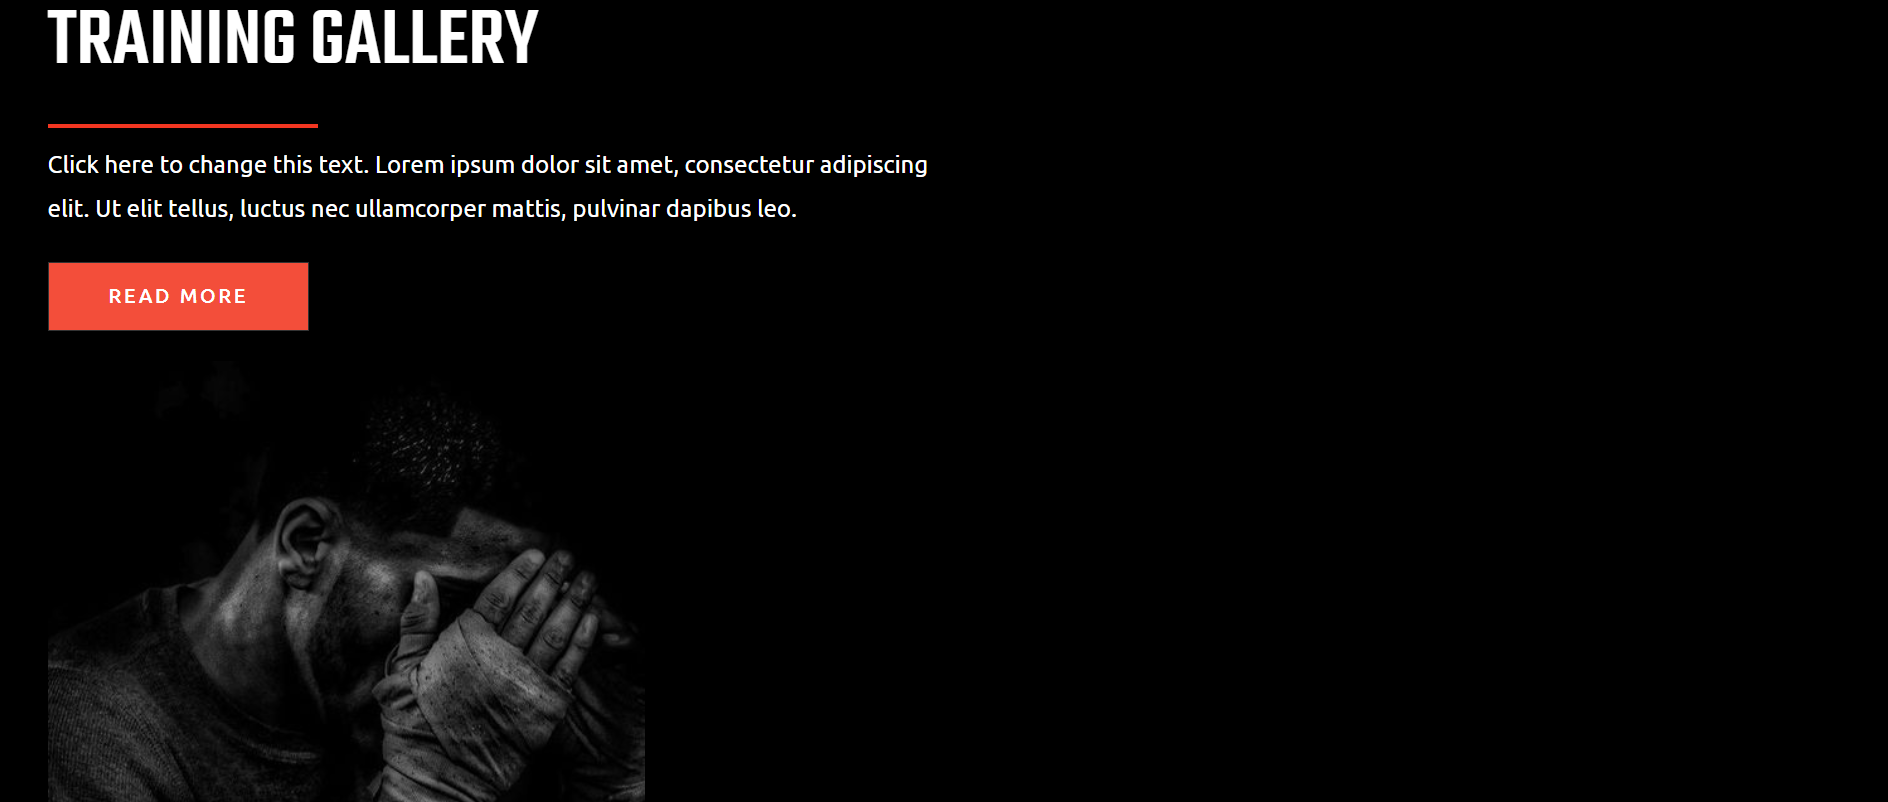 TRAINING GALLERY
Click here to change this text. Lorem ipsum dolor sit amet, consectetur adipiscing
elit. Ut elit tellus, luctus nec ullamcorper mattis, pulvinar dapibus leo.
READ MORE